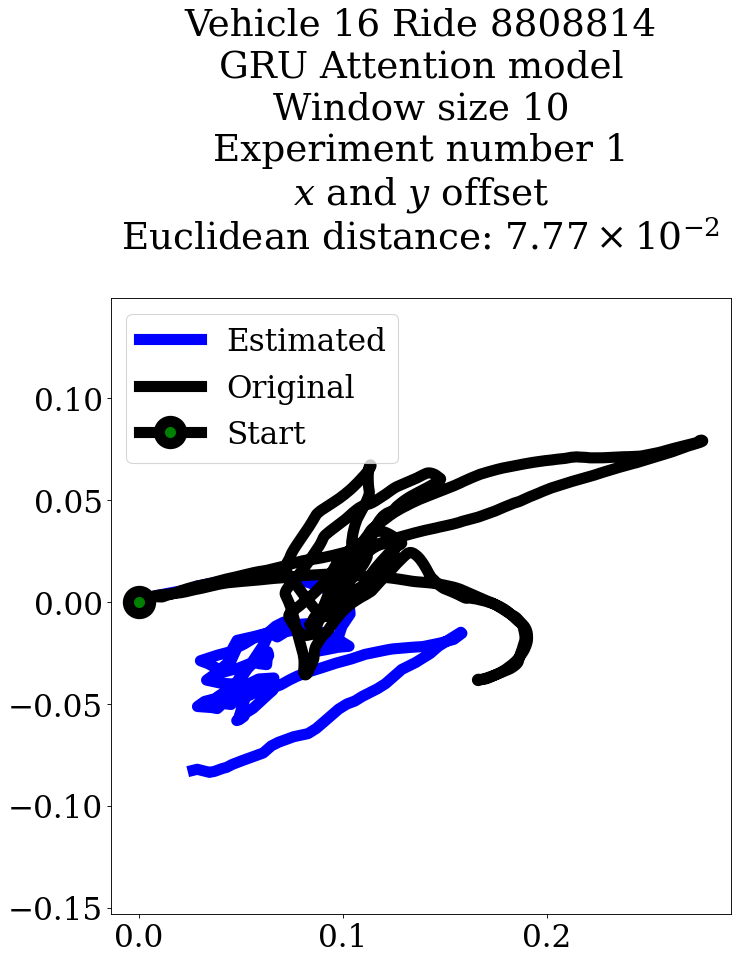 Vehicle 16 Ride 8808814
GRU Attention model
Window size 10
Experiment number 1
x and y offset
Euclidean distance: 7.77 × 10⁻²
Estimated
Original
Start
0.10
0.05
0.00
−0.05
−0.10
−0.15
0.0 0.1 0.2